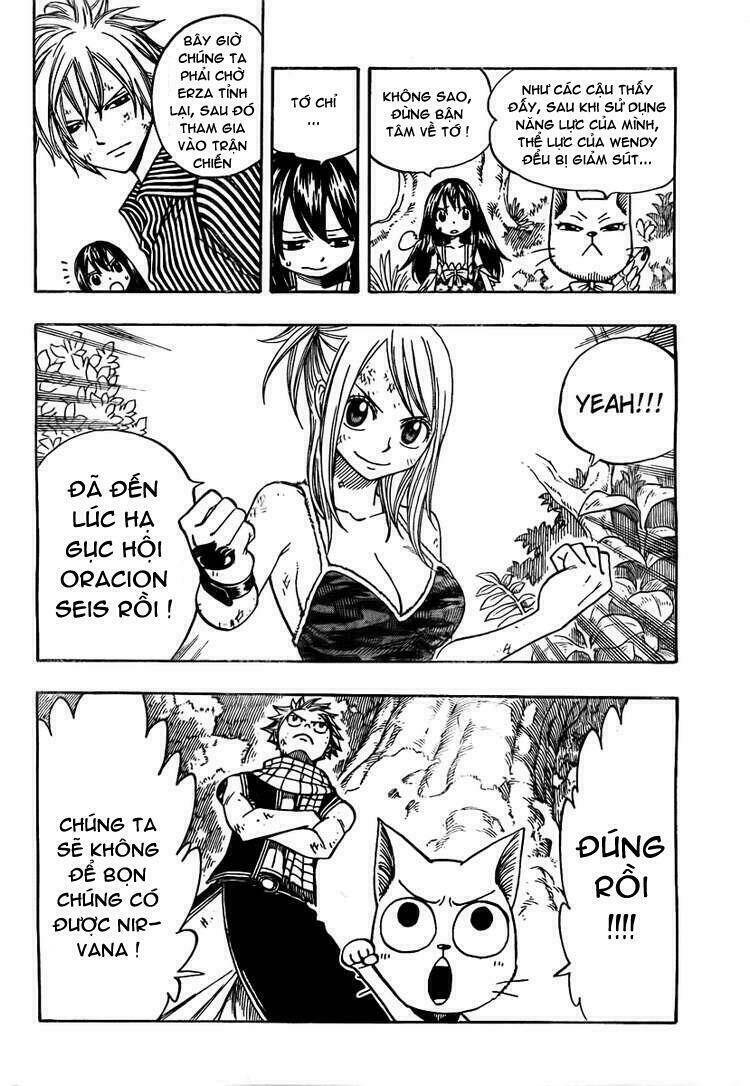 NHƯ CÁC CẬU THẤY
ĐẤY, SAU KHI SỬ DỤNG
NĂNG LỰC CỦA MÌNH,
THỂ LỰC CỦA WENDY
ĐỀU BỊ GIẢM SÚT...
KHÔNG SAO,
ĐỪNG BẬN
TÂM VỀ TỚ !
TỚ CHỈ
...
BÂY GIỜ
CHÚNG TA
PHẢI CHỜ
ERZA TỈNH
LẠI, SAU ĐÓ
THAM GIA
VÀO TRẬN
CHIẾN
YEAH!!!
ĐÃ ĐẾN
LÚC HẠ
GỤC HỘI
ORACION
SEIS RỒI !
ĐÚNG
RỒI
!!!!
CHÚNG TA
SẼ KHÔNG
ĐỂ BỌN
CHÚNG CÓ
ĐƯỢC NIR-
VANA !